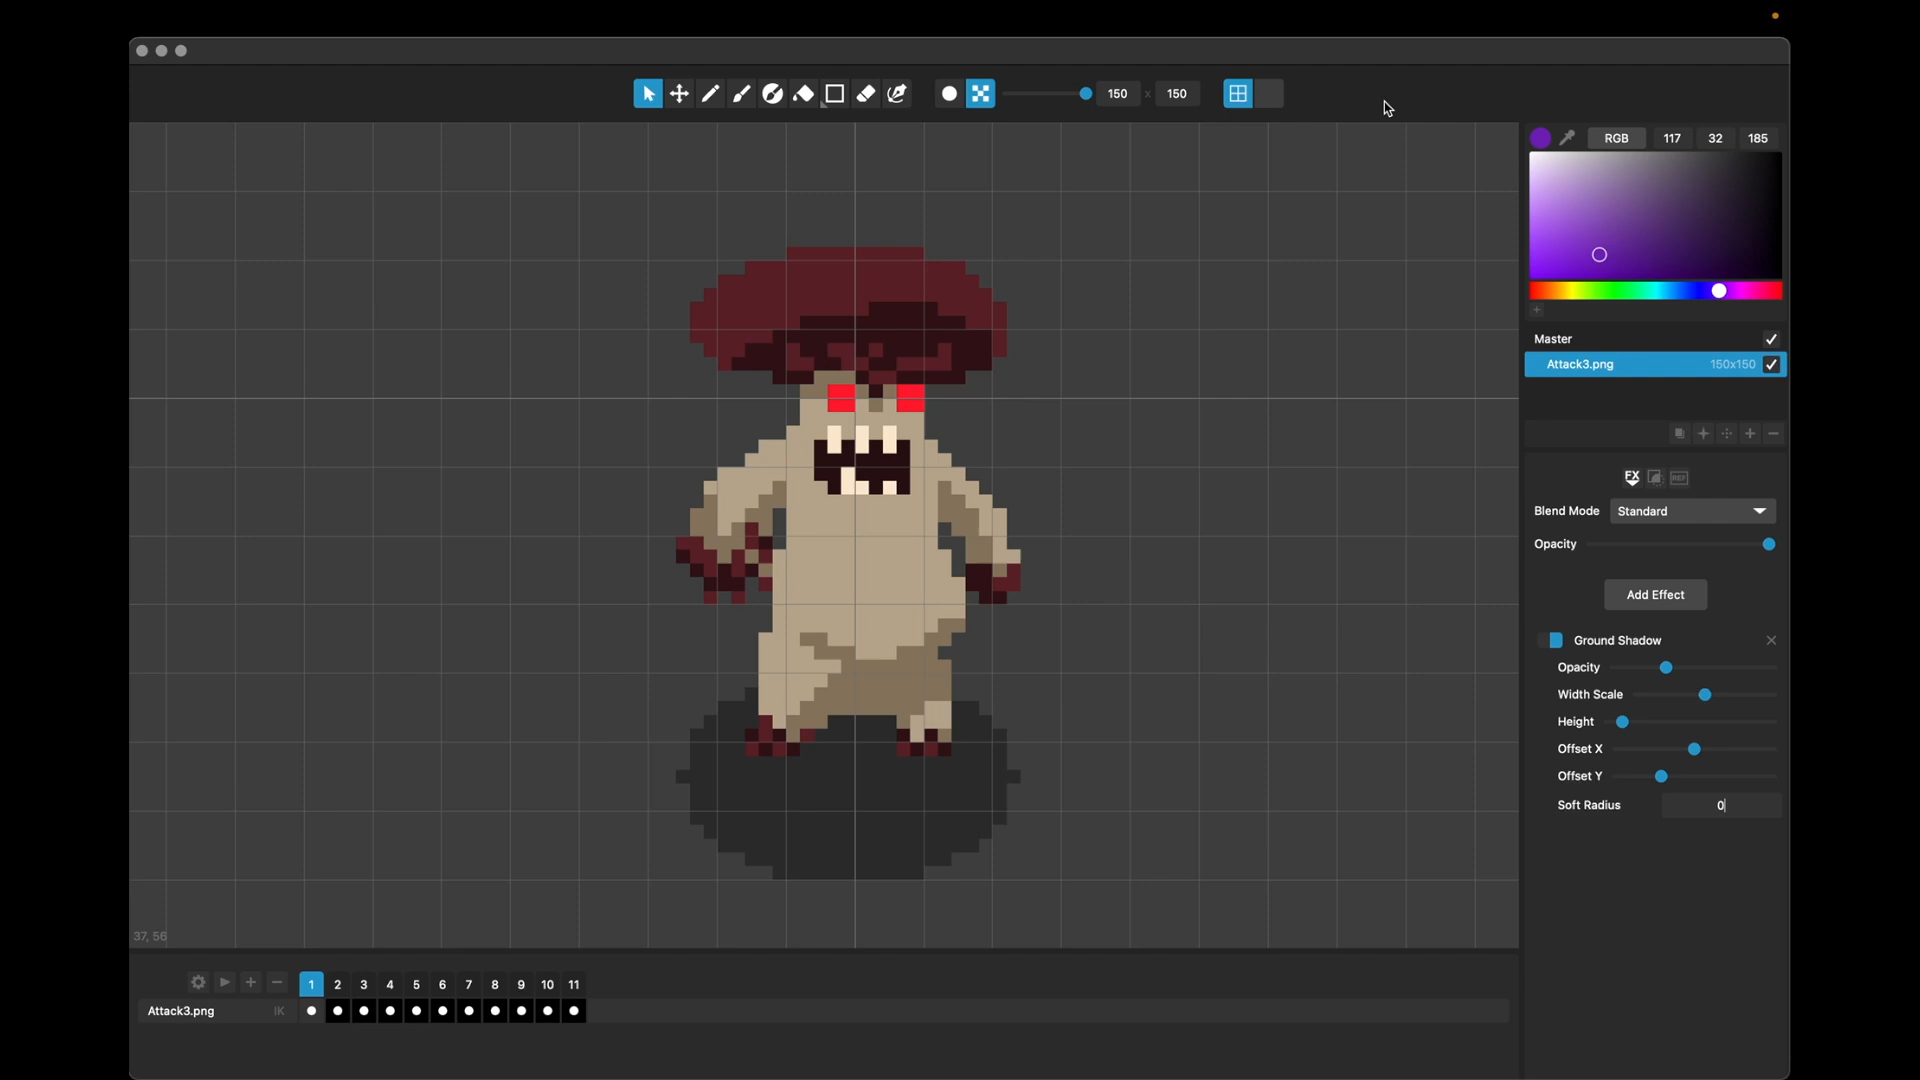 150 x 150
RGB 117 32 185
Master
Attack3.png 150x150
FX REF
Blend Mode Standard
Opacity
Add Effect
Ground Shadow
Opacity
Width Scale
Height
Offset X
Offset Y
Soft Radius 0
37, 56
1 2 3 4 5 6 7 8 9 10 11
Attack3.png IK